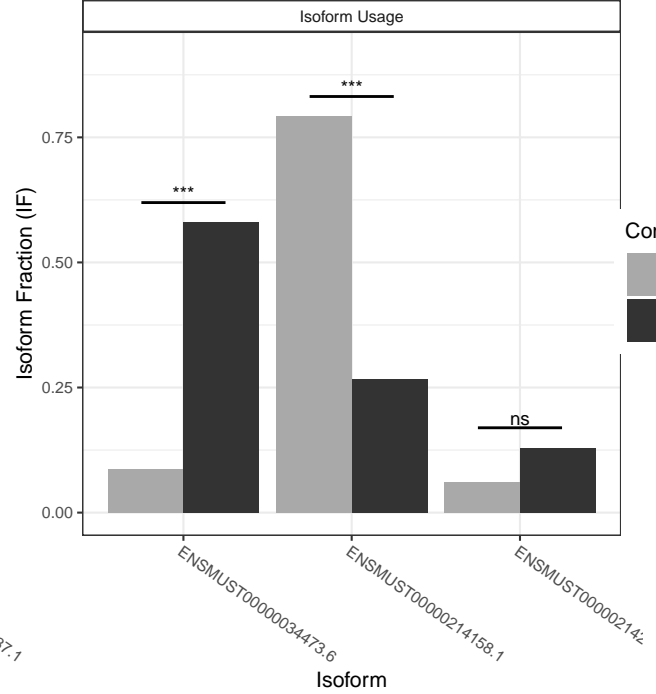 Isoform Usage
***
0.75
***
0.50
Isoform Fraction (IF)
0.25
ns
0.00
ENSMUST00000034473.6
ENSMUST00000214158.1
Isoform